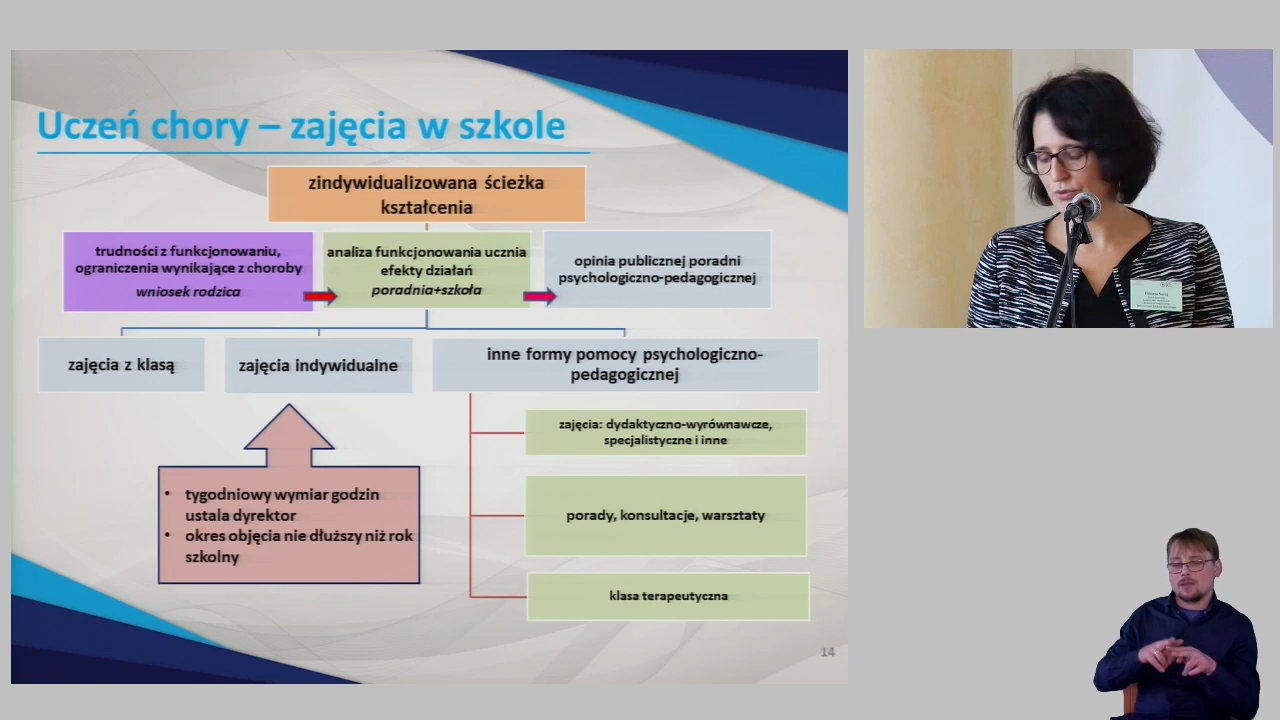 Uczeń chory – zajęcia w szkole
zindywidualizowana ścieżka
kształcenia
trudności z funkcjonowaniu,
ograniczenia wynikające z choroby
wniosek rodzica
analiza funkcjonowania ucznia
efekty działań
poradnia+szkoła
opinia publicznej poradni
psychologiczno-pedagogicznej
zajęcia z klasą
zajęcia indywidualne
inne formy pomocy psychologiczno-
pedagogicznej
zajęcia: dydaktyczno-wyrównawcze,
specjalistyczne i inne
• tygodniowy wymiar godzin
ustala dyrektor
• okres objęcia nie dłuższy niż rok
szkolny
porady, konsultacje, warsztaty
klasa terapeutyczna
14